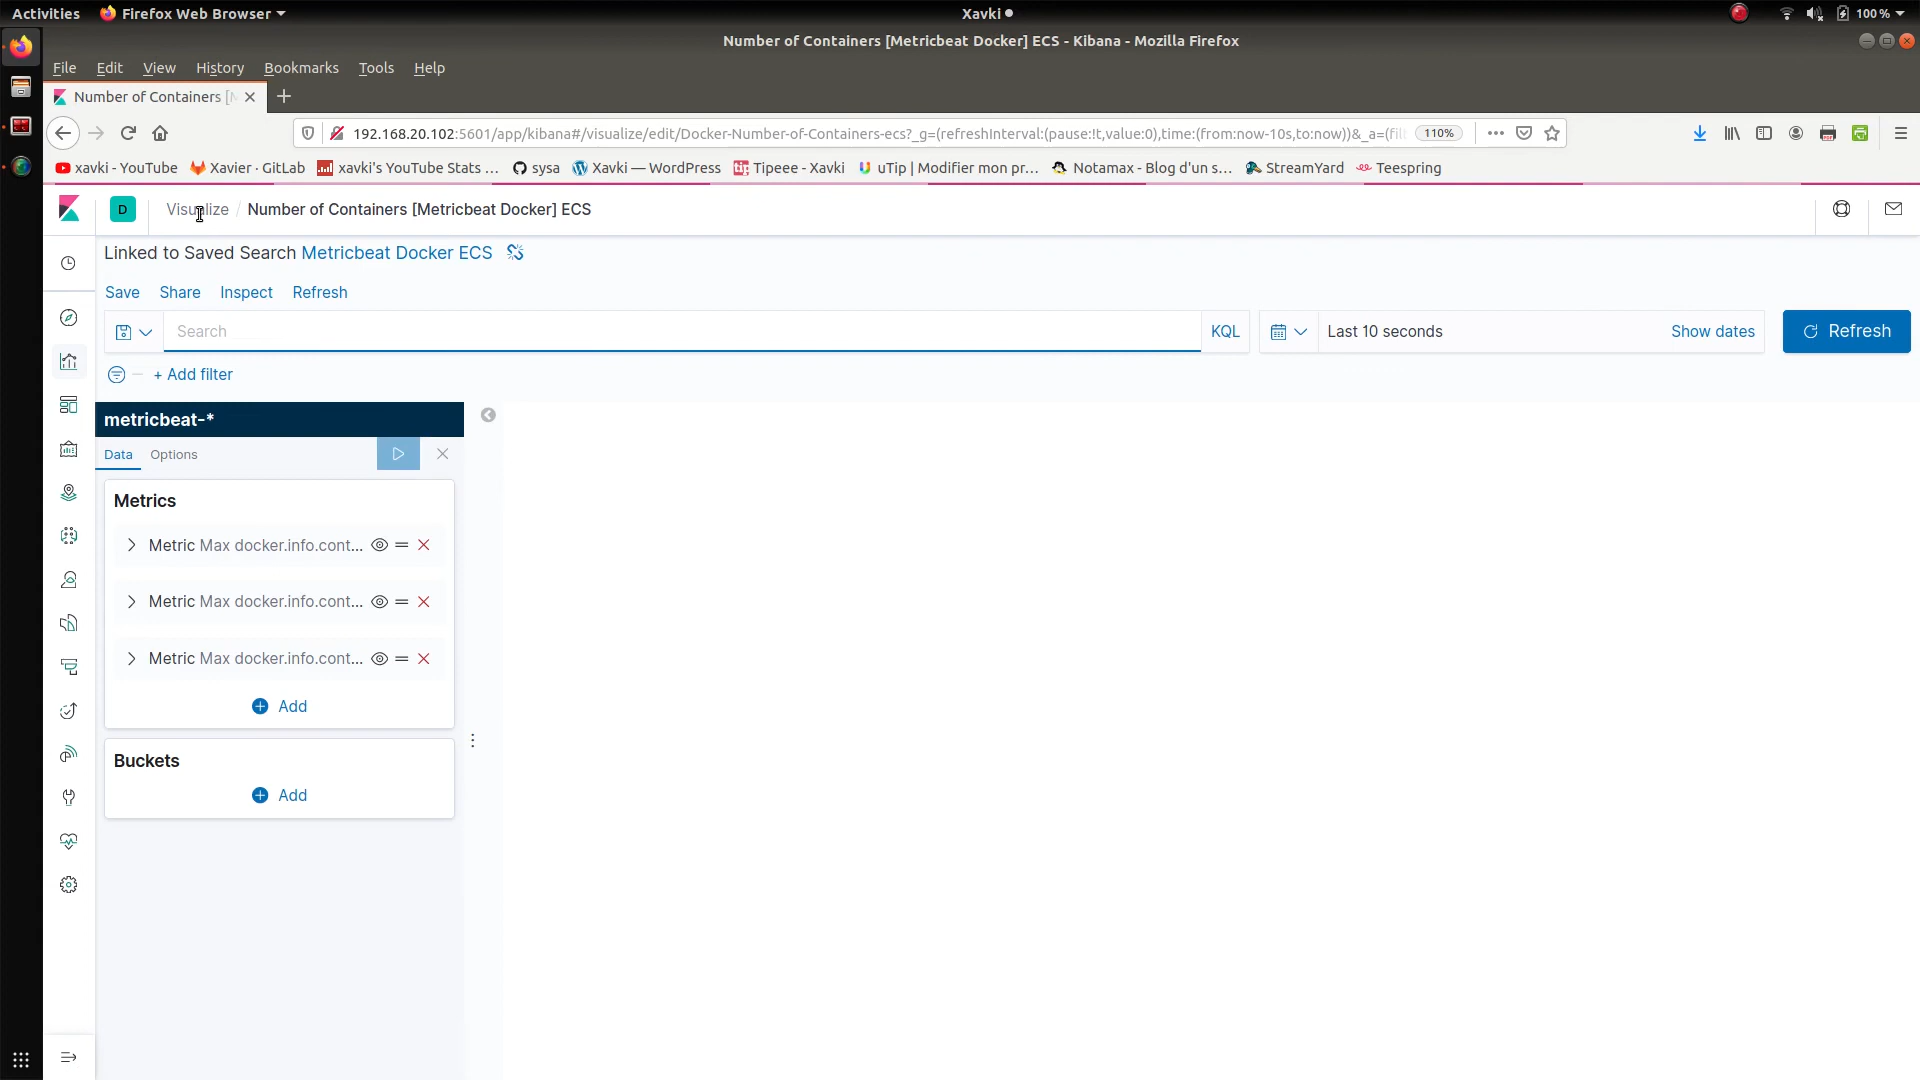 Activities Firefox Web Browser Xavki 100 %
Number of Containers [Metricbeat Docker] ECS - Kibana - Mozilla Firefox
File Edit View History Bookmarks Tools Help
Number of Containers [M
192.168.20.102:5601/app/kibana#/visualize/edit/Docker-Number-of-Containers-ecs?_g=(refreshInterval:(pause:!t,value:0),time:(from:now-10s,to:now))&_a=(fil 110%
xavki - YouTube Xavier · GitLab xavki's YouTube Stats ... sysa Xavki — WordPress Tipeee - Xavki uTip | Modifier mon pr... Notamax - Blog d'un s... StreamYard Teespring
D Visualize / Number of Containers [Metricbeat Docker] ECS
Linked to Saved Search Metricbeat Docker ECS
Save Share Inspect Refresh
Search KQL Last 10 seconds Show dates Refresh
+ Add filter
metricbeat-*
Data Options
Metrics
Metric Max docker.info.cont...
Metric Max docker.info.cont...
Metric Max docker.info.cont...
Add
Buckets
Add